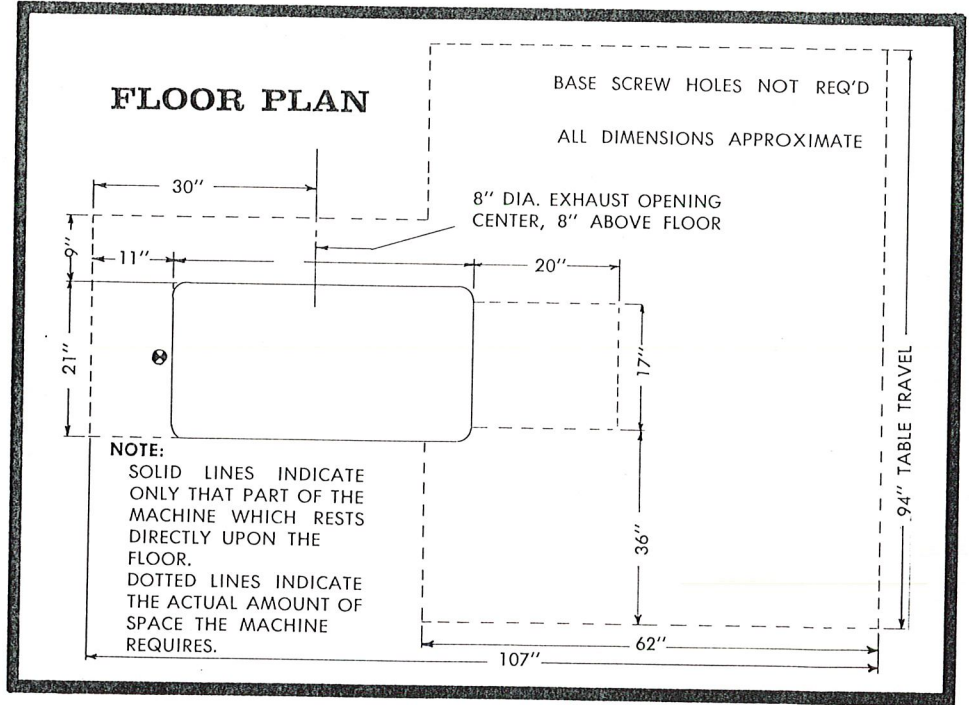 FLOOR PLAN
BASE SCREW HOLES NOT REQ'D
ALL DIMENSIONS APPROXIMATE
30"
8" DIA. EXHAUST OPENING
CENTER, 8" ABOVE FLOOR
9"
11"
20"
21"
17"
94" TABLE TRAVEL
NOTE:
SOLID LINES INDICATE
ONLY THAT PART OF THE
MACHINE WHICH RESTS
DIRECTLY UPON THE
FLOOR.
DOTTED LINES INDICATE
THE ACTUAL AMOUNT OF
SPACE THE MACHINE
REQUIRES.
36"
62"
107"